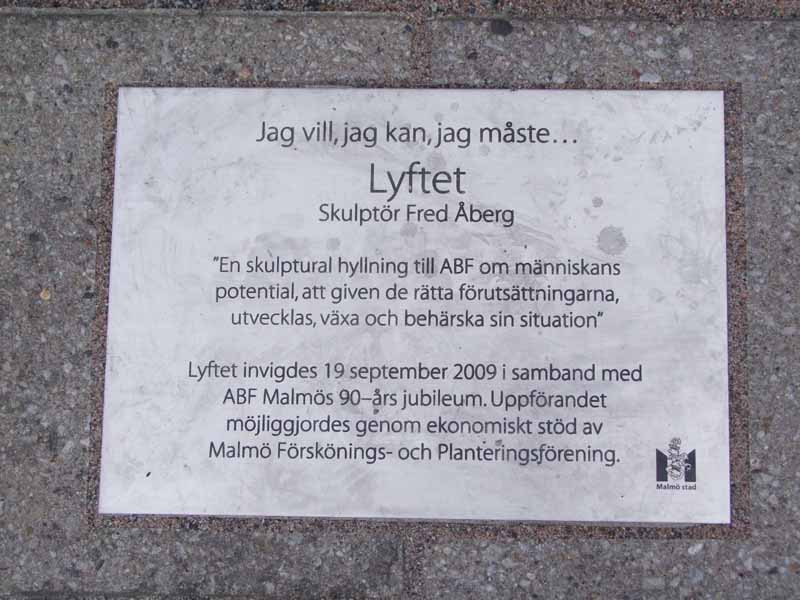 Jag vill, jag kan, jag måste...
Lyftet
Skulptör Fred Åberg
"En skulptural hyllning till ABF om människans
potential, att given de rätta förutsättningarna,
utvecklas, växa och behärska sin situation"
Lyftet invigdes 19 september 2009 i samband med
ABF Malmös 90–års jubileum. Uppförandet
möjliggjordes genom ekonomiskt stöd av
Malmö Förskönings- och Planteringsförening.
Malmö stad